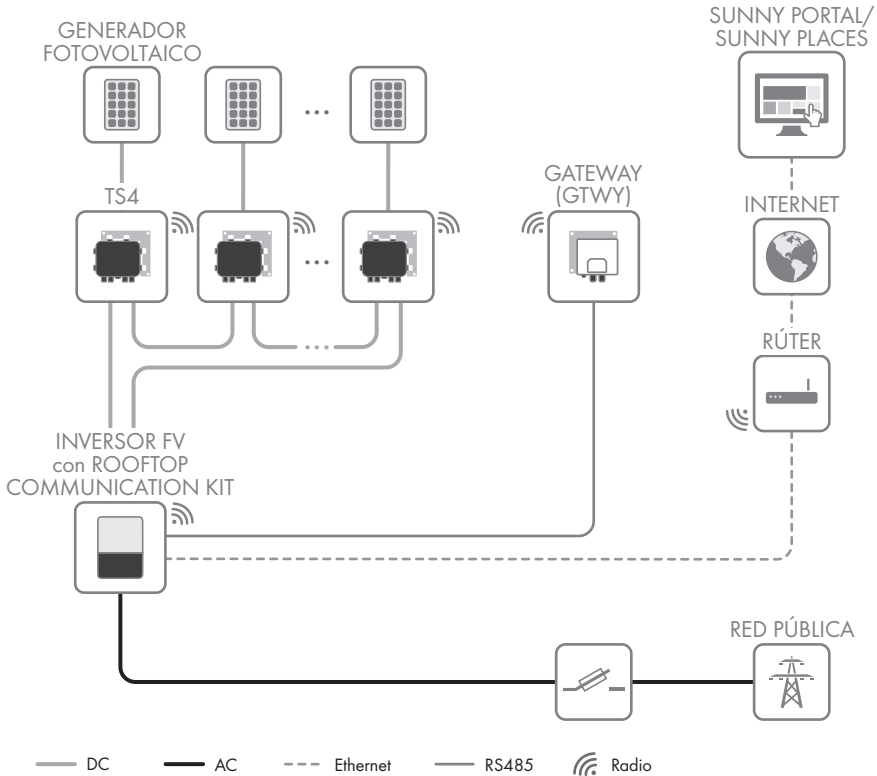 GENERADOR
FOTOVOLTAICO
SUNNY PORTAL/
SUNNY PLACES
TS4
GATEWAY
(GTWY)
INTERNET
RÚTER
INVERSOR FV
con ROOFTOP
COMMUNICATION KIT
RED PÚBLICA
DC
AC
Ethernet
RS485
Radio